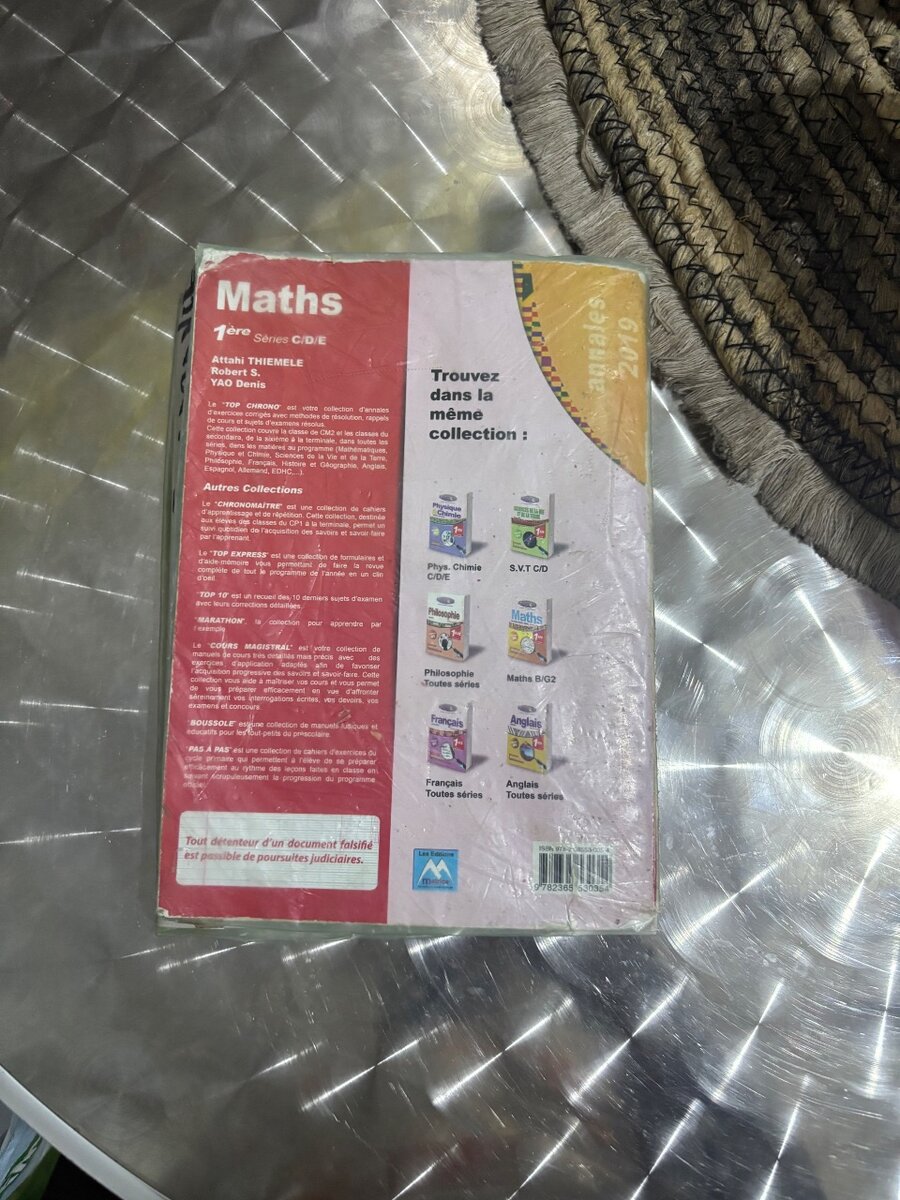 Maths
1ère Séries C/D/E
Attahi THIEMELE
Robert S.
YAO Denis
Le "TOP CHRONO" est votre collection d'annales
d'exercices corrigés avec methodes de résolution, rappels
de cours et sujets d'examens résolus.
Cette collection couvre la classe de CM2 et les classes du
secondaire, de la sixième à la terminale, dans toutes les
séries, dans les matières au programme (Mathématiques,
Physique et Chimie, Sciences de la Vie et de la Terre,
Philosophie, Français, Histoire et Géographie, Anglais,
Espagnol, Allemand, EDHC,...).
Autres Collections
Le "CHRONOMAÎTRE" est une collection de cahiers
d'apprentissage et de répétition. Cette collection, destinée
aux élèves des classes du CP1 à la terminale, permet un
suivi quotidien de l'acquisition des savoirs et savoir-faire
par l'apprenant.
Le "TOP EXPRESS" est une collection de formulaires et
d'aide-mémoire vous permettant de faire la revue
complète de tout le programme de l'année en un clin
d'oeil.
"TOP 10" est un recueil des 10 derniers sujets d'examen
avec leurs corrections détaillées.
"MARATHON", la collection pour apprendre par
l'exemple.
Le "COURS MAGISTRAL" est votre collection de
manuels de cours très détaillés mais précis avec des
exercices d'application adaptés afin de favoriser
l'acquisition progressive des savoirs et savoir-faire. Cette
collection vous aide à maîtriser vos cours et vous permet
de vous préparer efficacement en vue d'affronter
séreinement vos interrogations écrites, vos devoirs, vos
examens et concours.
"BOUSSOLE" est une collection de manuels ludiques et
éducatifs pour les tout-petits du préscolaire.
"PAS À PAS" est une collection de cahiers d'exercices du
cycle primaire qui permettent à l'élève de se préparer
efficacement au rythme des leçons faites en classe en
suivant scrupuleusement la progression du programme
officiel.
Tout détenteur d'un document falsifié
est passible de poursuites judiciaires.
annales
2019
Trouvez
dans la
même
collection :
Physique
Chimie
1ère
Phys. Chimie
C/D/E
S.V.T C/D
Philosophie
Philosophie
Toutes séries
Maths
1ère
Maths B/G2
Français
Français
Toutes séries
Anglais
Anglais
Toutes séries
Les Editions
Matrice
9 782365 530354